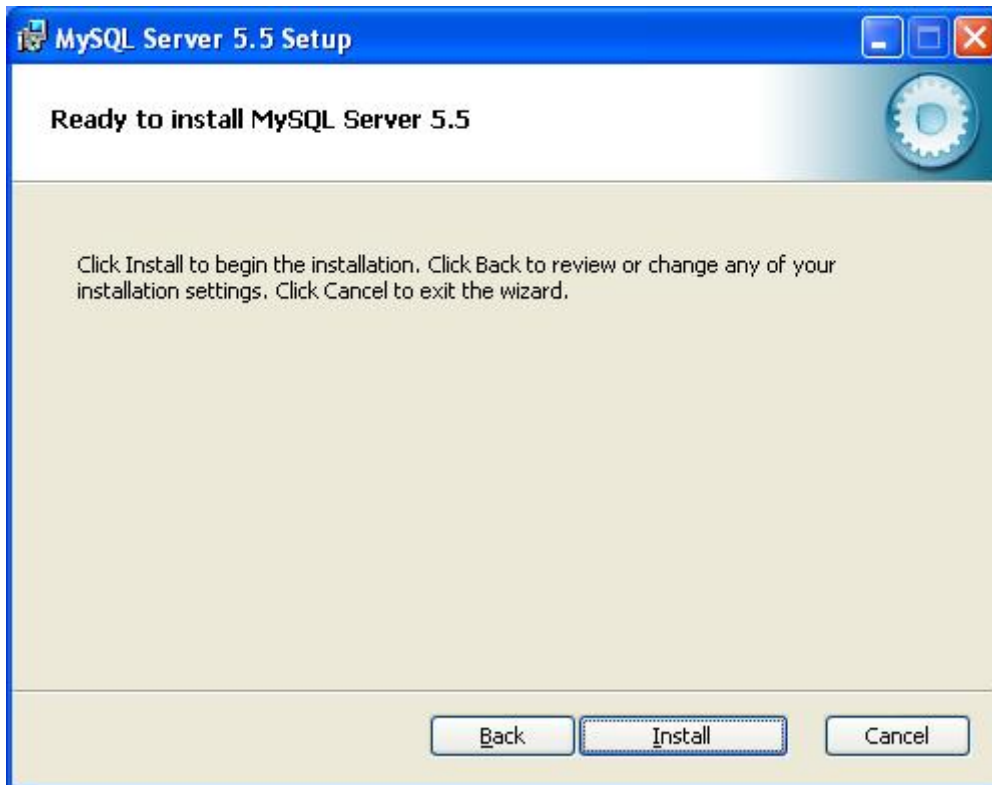 MySQL Server 5.5 Setup
Ready to install MySQL Server 5.5
Click Install to begin the installation. Click Back to review or change any of your
installation settings. Click Cancel to exit the wizard.
Back Install Cancel